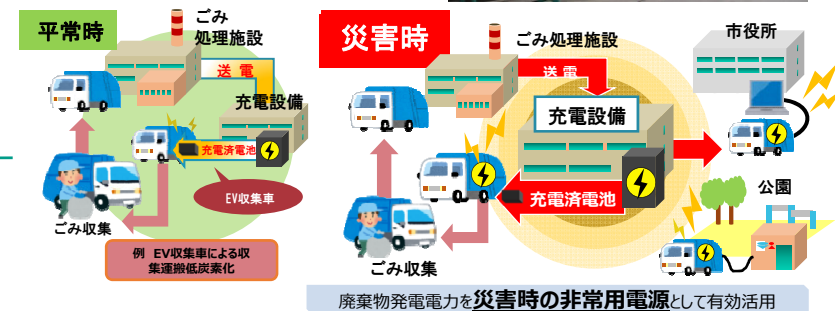 平常時
ごみ
処理施設
送 電
充電設備
充電済電池
EV収集車
ごみ収集
例 EV収集車による収
集運搬低炭素化
災害時
ごみ処理施設
送 電
充電設備
充電済電池
ごみ収集
市役所
公園
廃棄物発電電力を災害時の非常用電源として有効活用